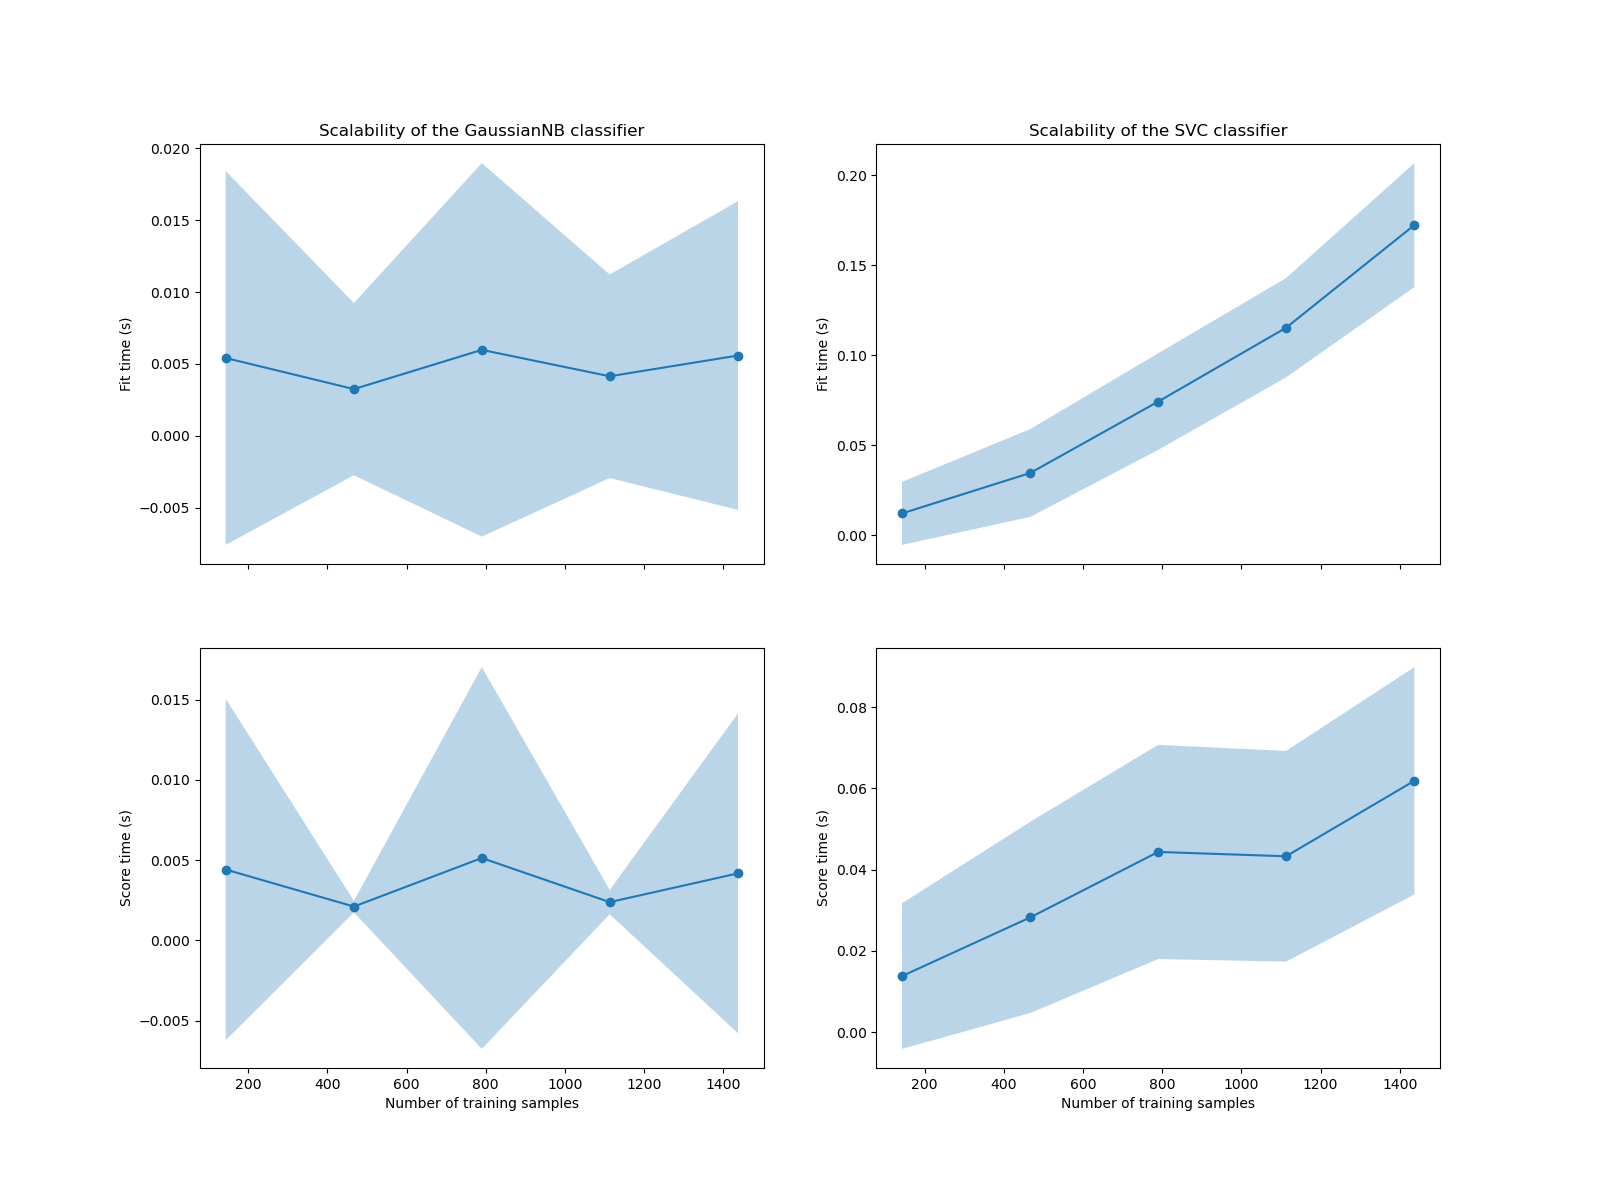 Scalability of the GaussianNB classifier
0.020
0.015
0.010
0.005
0.000
−0.005
Fit time (s)
Scalability of the SVC classifier
0.20
0.15
0.10
0.05
0.00
Fit time (s)
0.015
0.010
0.005
0.000
−0.005
Score time (s)
200 400 600 800 1000 1200 1400
Number of training samples
0.08
0.06
0.04
0.02
0.00
Score time (s)
200 400 600 800 1000 1200 1400
Number of training samples